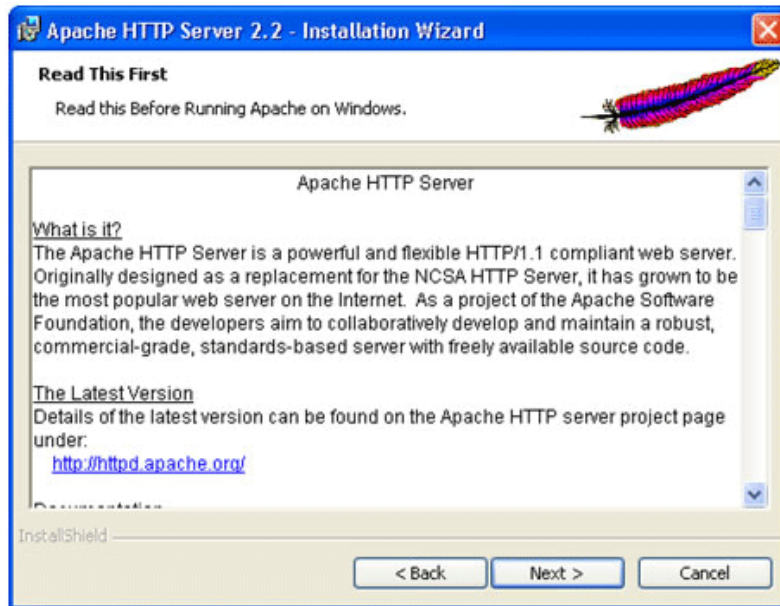 Apache HTTP Server 2.2 - Installation Wizard
Read This First
Read this Before Running Apache on Windows.
Apache HTTP Server
What is it?
The Apache HTTP Server is a powerful and flexible HTTP/1.1 compliant web server.
Originally designed as a replacement for the NCSA HTTP Server, it has grown to be
the most popular web server on the Internet.  As a project of the Apache Software
Foundation, the developers aim to collaboratively develop and maintain a robust,
commercial-grade, standards-based server with freely available source code.
The Latest Version
Details of the latest version can be found on the Apache HTTP server project page
under:
http://httpd.apache.org/
Documentation
InstallShield
< Back
Next >
Cancel